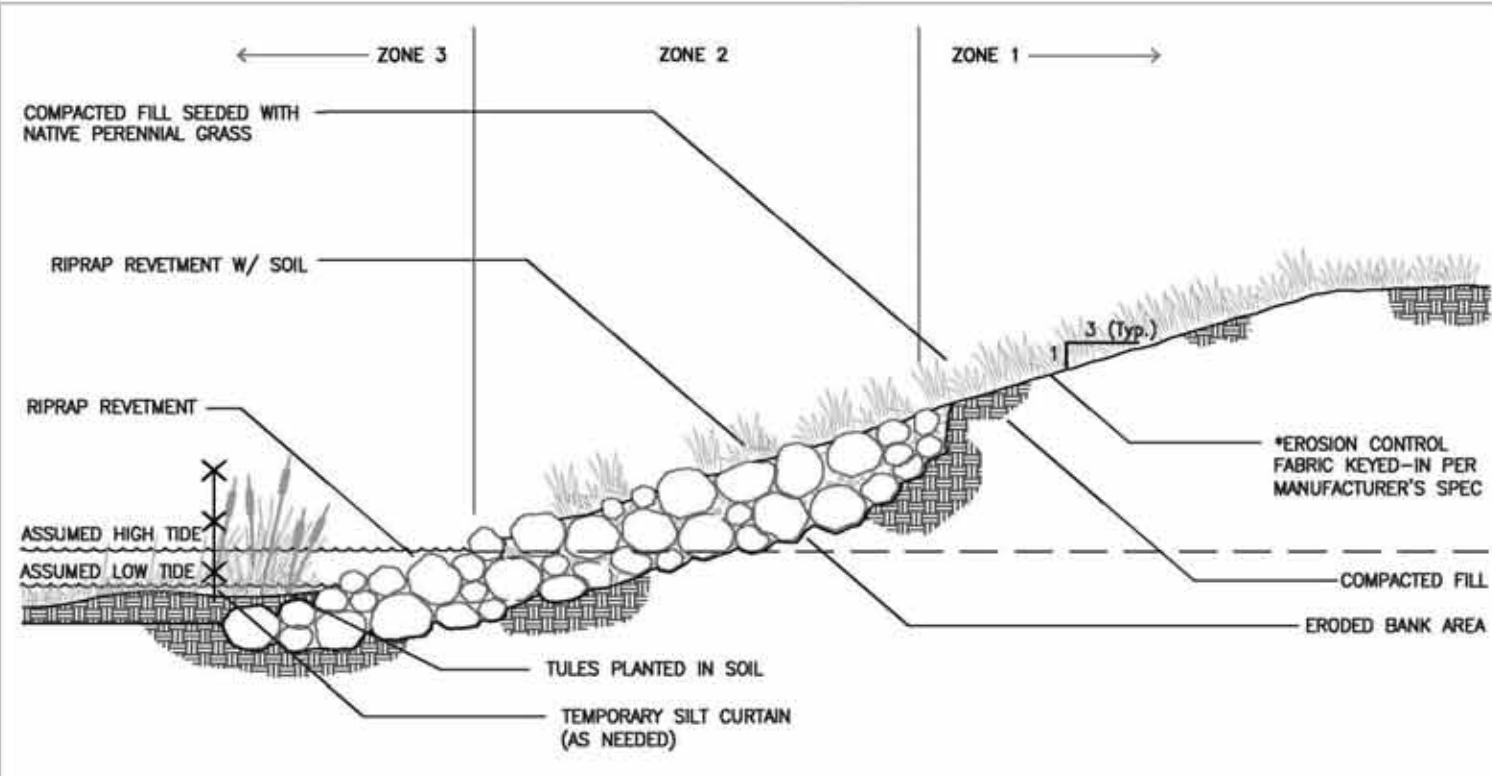 ZONE 3
ZONE 2
ZONE 1
COMPACTED FILL SEEDED WITH
NATIVE PERENNIAL GRASS
RIPRAP REVETMENT W/ SOIL
3 (Typ.)
1
RIPRAP REVETMENT
*EROSION CONTROL
FABRIC KEYED-IN PER
MANUFACTURER'S SPEC
ASSUMED HIGH TIDE
ASSUMED LOW TIDE
COMPACTED FILL
ERODED BANK AREA
TULES PLANTED IN SOIL
TEMPORARY SILT CURTAIN
(AS NEEDED)